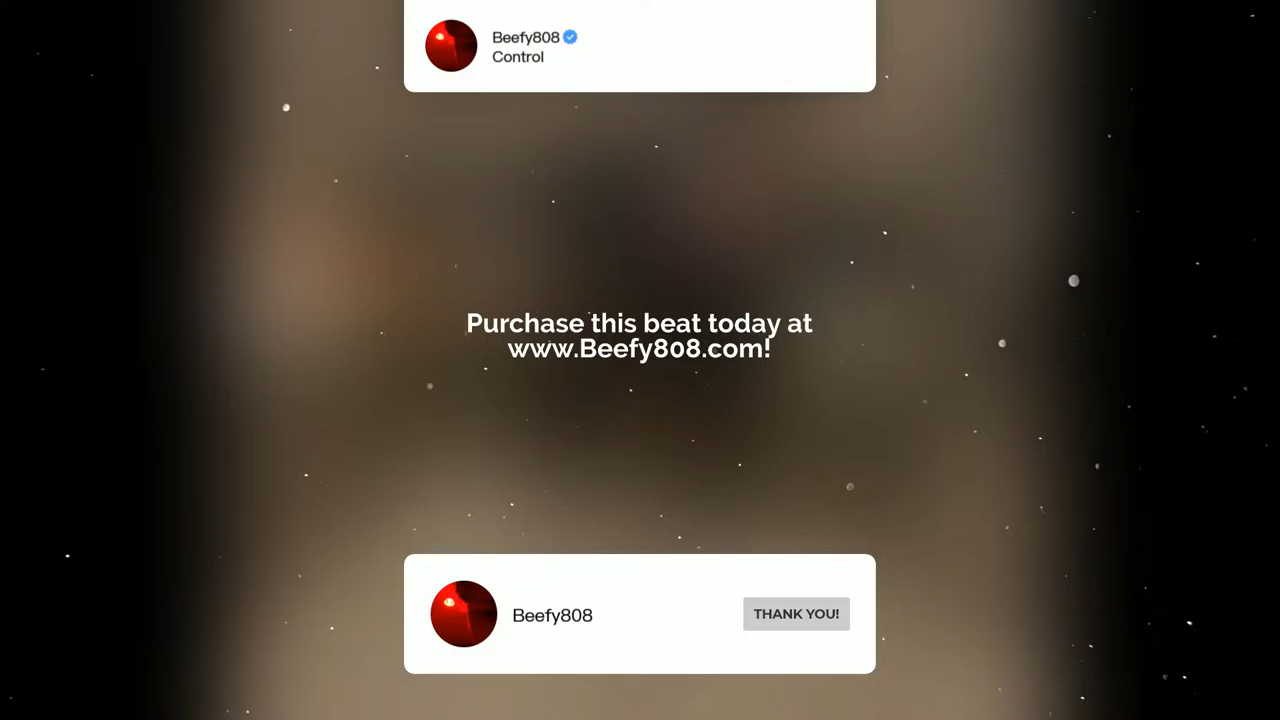 Beefy808
Control
Purchase this beat today at
www.Beefy808.com!
Beefy808
THANK YOU!